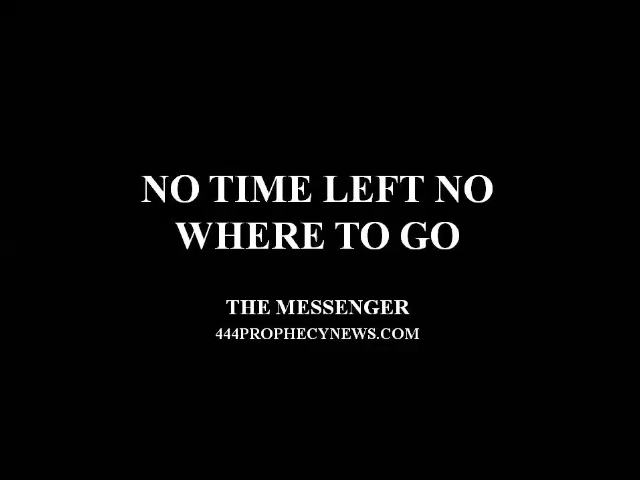 NO TIME LEFT NO
WHERE TO GO
THE MESSENGER
444PROPHECYNEWS.COM